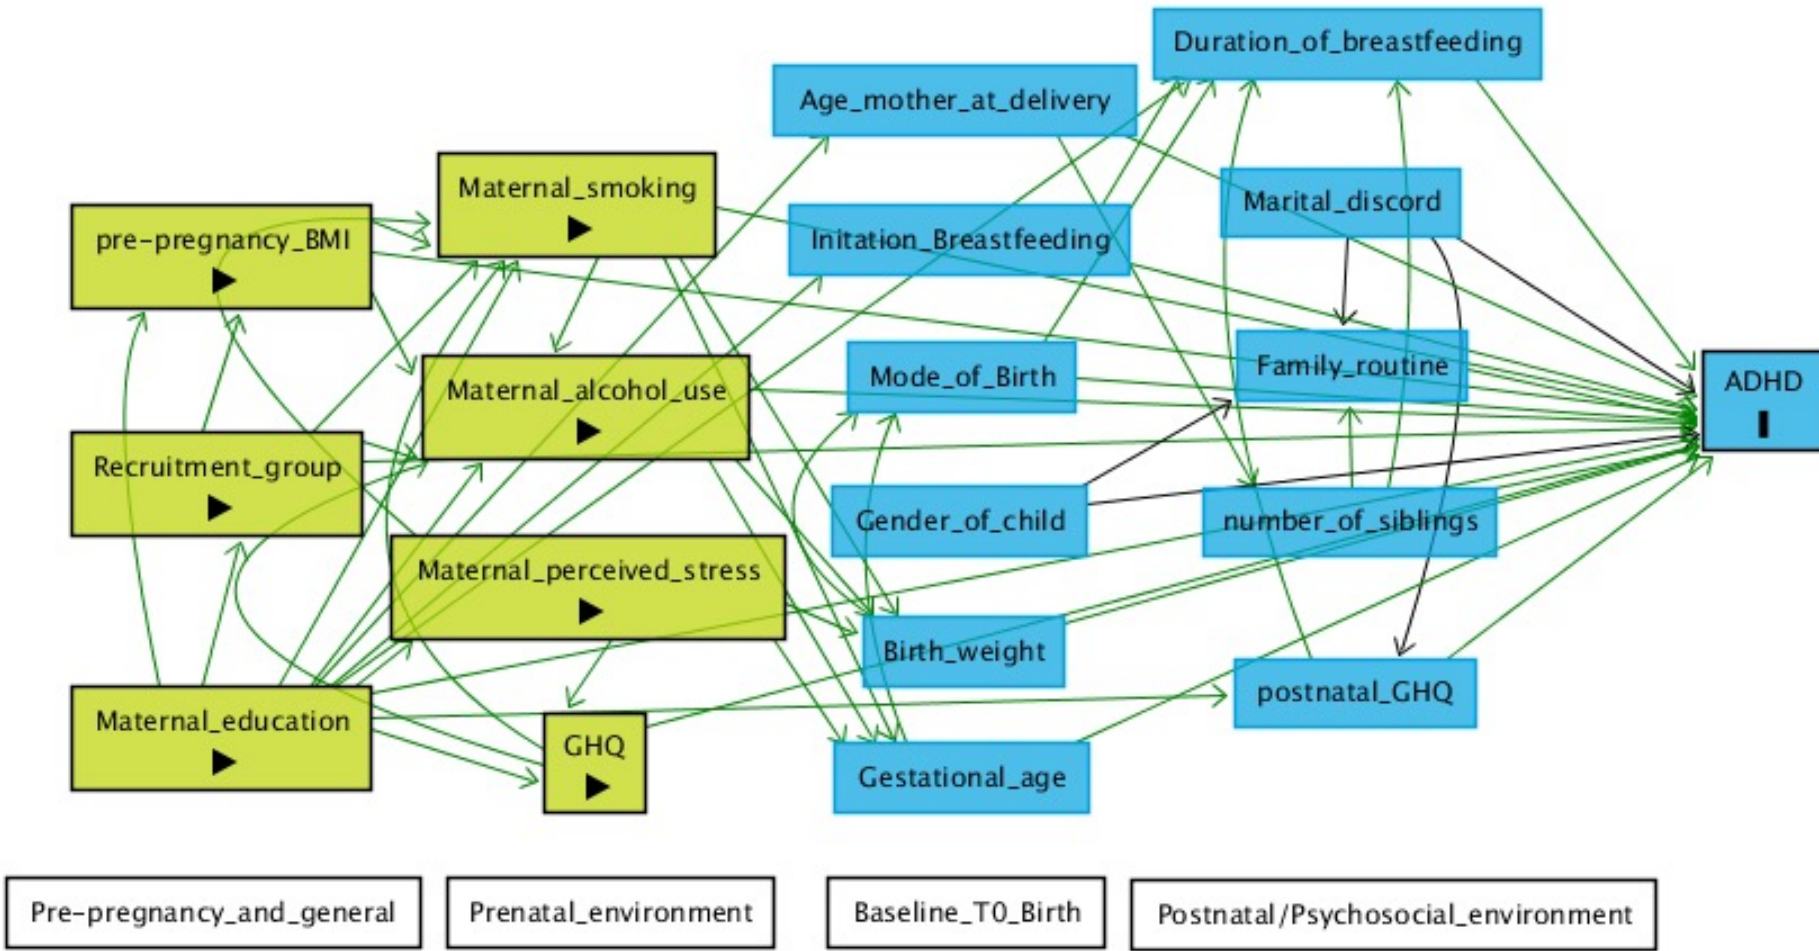 Duration_of_breastfeeding
Age_mother_at_delivery
Maternal_smoking
Marital_discord
pre-pregnancy_BMI
Initation_Breastfeeding
Family_routine
Mode_of_Birth
ADHD
Maternal_alcohol_use
Recruitment_group
Gender_of_child
number_of_siblings
Maternal_perceived_stress
Birth_weight
postnatal_GHQ
Maternal_education
GHQ
Gestational_age
Pre-pregnancy_and_general
Prenatal_environment
Baseline_T0_Birth
Postnatal/Psychosocial_environment